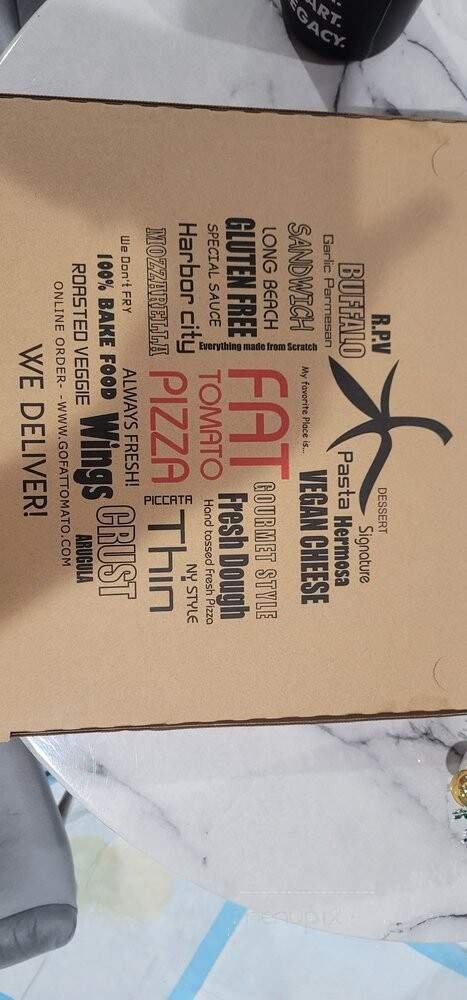 ART.
EGACY.
R.P.V
DESSERT
BUFFALO
Signature
Garlic Parmesan
Pasta Hermosa
SANDWICH
My favorite Place is...
VEGAN CHEESE
LONG BEACH
GLUTEN FREE
Everything made from Scratch
FAT
GOURMET STYLE
SPECIAL SAUCE
TOMATO
Fresh Dough
Harbor city
PIZZA
Hand tossed Fresh Pizza
MOZZARELLA
NY STYLE
PICCATA
Thin
We Don't FRY
ALWAYS FRESH!
CRUST
100% BAKE FOOD
Wings
ROASTED VEGGIE
ARUGULA
ONLINE ORDER- -WWW.GOFATTOMATO.COM
WE DELIVER!